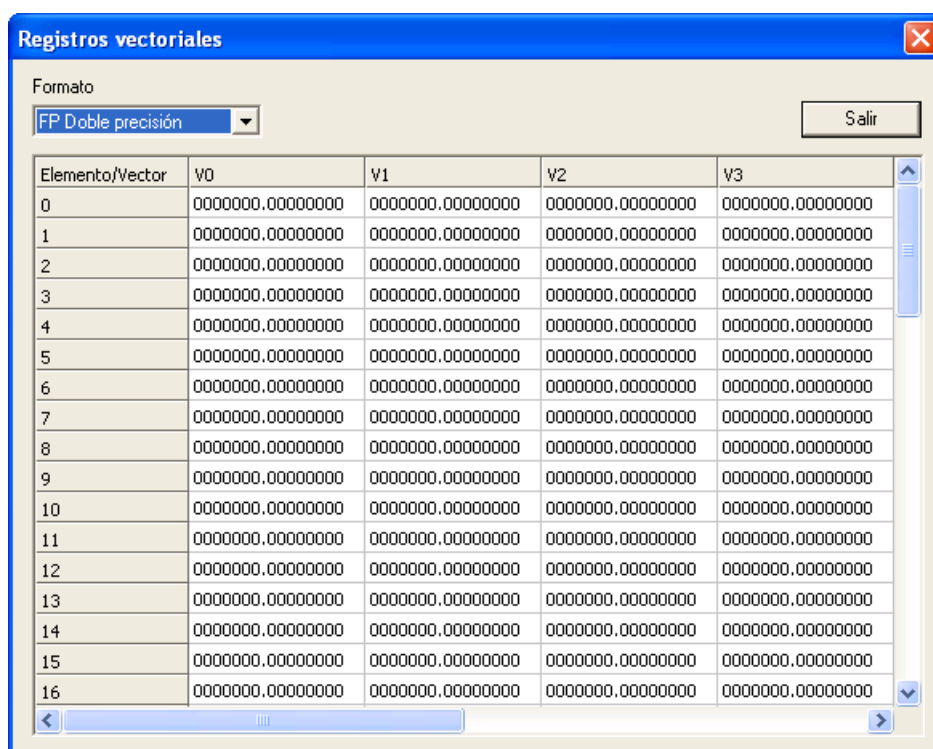 Registros vectoriales
Formato
FP Doble precisión
Salir
Elemento/Vector V0 V1 V2 V3
0 0000000.00000000 0000000.00000000 0000000.00000000 0000000.00000000
1 0000000.00000000 0000000.00000000 0000000.00000000 0000000.00000000
2 0000000.00000000 0000000.00000000 0000000.00000000 0000000.00000000
3 0000000.00000000 0000000.00000000 0000000.00000000 0000000.00000000
4 0000000.00000000 0000000.00000000 0000000.00000000 0000000.00000000
5 0000000.00000000 0000000.00000000 0000000.00000000 0000000.00000000
6 0000000.00000000 0000000.00000000 0000000.00000000 0000000.00000000
7 0000000.00000000 0000000.00000000 0000000.00000000 0000000.00000000
8 0000000.00000000 0000000.00000000 0000000.00000000 0000000.00000000
9 0000000.00000000 0000000.00000000 0000000.00000000 0000000.00000000
10 0000000.00000000 0000000.00000000 0000000.00000000 0000000.00000000
11 0000000.00000000 0000000.00000000 0000000.00000000 0000000.00000000
12 0000000.00000000 0000000.00000000 0000000.00000000 0000000.00000000
13 0000000.00000000 0000000.00000000 0000000.00000000 0000000.00000000
14 0000000.00000000 0000000.00000000 0000000.00000000 0000000.00000000
15 0000000.00000000 0000000.00000000 0000000.00000000 0000000.00000000
16 0000000.00000000 0000000.00000000 0000000.00000000 0000000.00000000